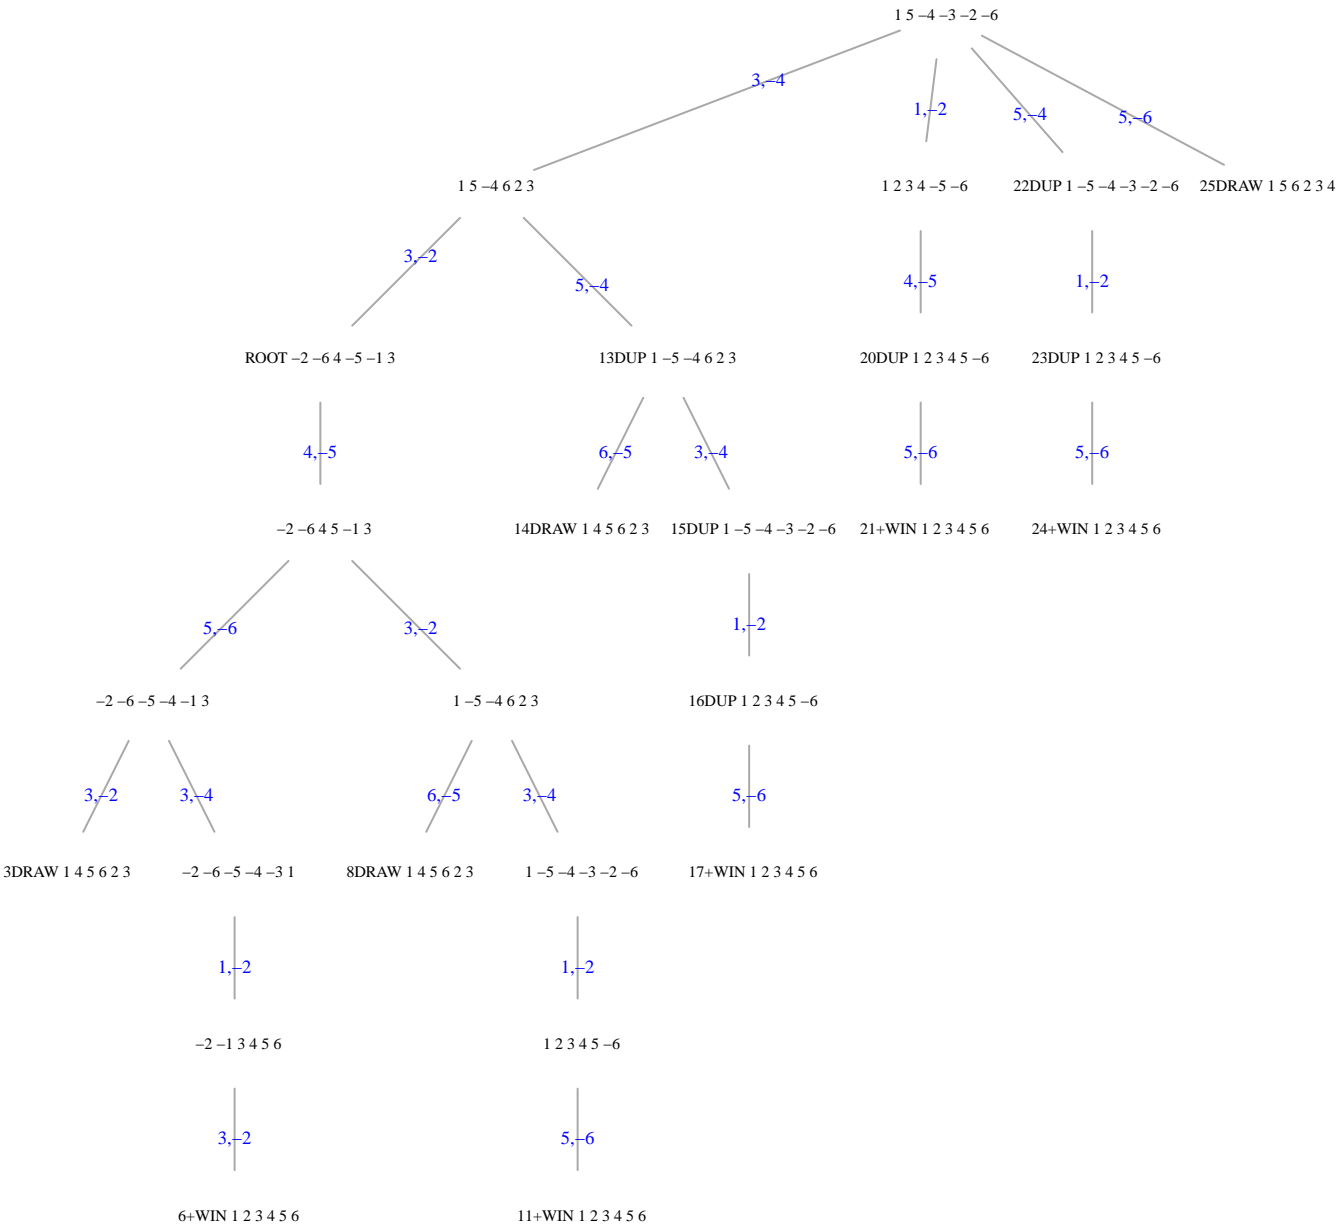 1 5 −4 −3 −2 −6
3,−4
1,−2
5,−4
5,−6
1 5 −4 6 2 3
1 2 3 4 −5 −6
22DUP 1 −5 −4 −3 −2 −6
25DRAW 1 5 6 2 3 4
3,−2
5,−4
4,−5
1,−2
ROOT −2 −6 4 −5 −1 3
13DUP 1 −5 −4 6 2 3
20DUP 1 2 3 4 5 −6
23DUP 1 2 3 4 5 −6
4,−5
6,−5
3,−4
5,−6
5,−6
−2 −6 4 5 −1 3
14DRAW 1 4 5 6 2 3
15DUP 1 −5 −4 −3 −2 −6
21+WIN 1 2 3 4 5 6
24+WIN 1 2 3 4 5 6
5,−6
3,−2
1,−2
−2 −6 −5 −4 −1 3
1 −5 −4 6 2 3
16DUP 1 2 3 4 5 −6
3,−2
3,−4
6,−5
3,−4
5,−6
3DRAW 1 4 5 6 2 3
−2 −6 −5 −4 −3 1
8DRAW 1 4 5 6 2 3
1 −5 −4 −3 −2 −6
17+WIN 1 2 3 4 5 6
1,−2
1,−2
−2 −1 3 4 5 6
1 2 3 4 5 −6
3,−2
5,−6
6+WIN 1 2 3 4 5 6
11+WIN 1 2 3 4 5 6